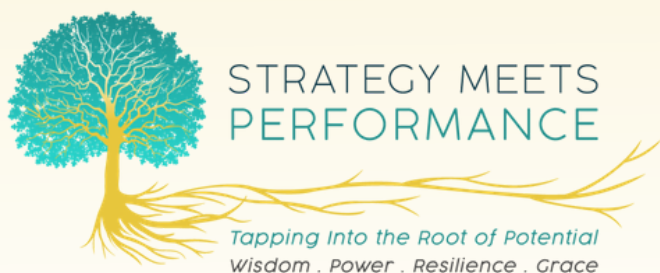 STRATEGY MEETS
PERFORMANCE
Tapping Into the Root of Potential
Wisdom . Power . Resilience . Grace